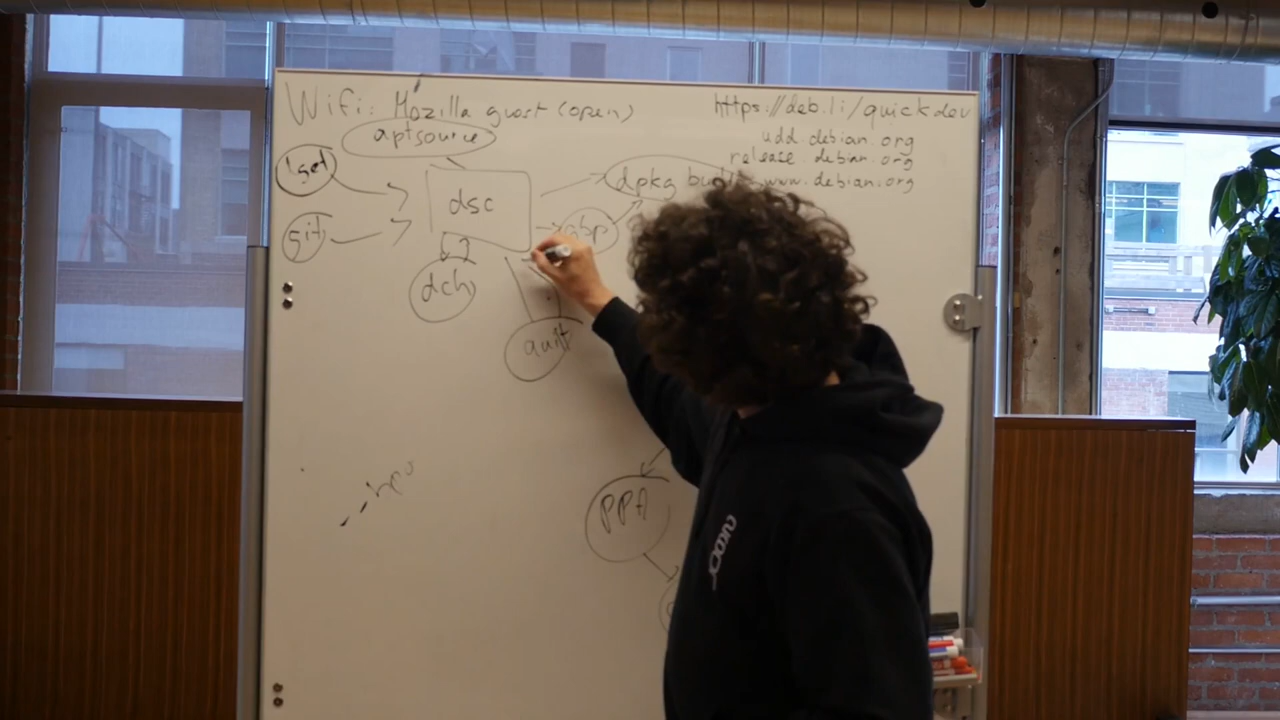 Wifi: Mozilla guest (open)
https://deb.li/quickdev
udd.debian.org
release.debian.org
www.debian.org
aptsource
dget
git
dsc
dpkg
gbp
dch
quilt
PPA